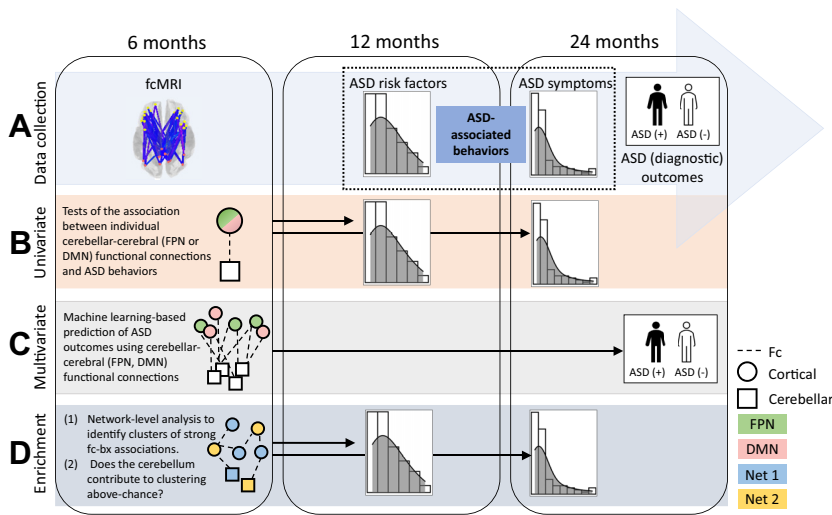 6 months
12 months
24 months
A
Data collection
fcMRI
ASD risk factors
ASD-
associated
behaviors
ASD symptoms
ASD (+) ASD (-)
ASD (diagnostic)
outcomes
B
Univariate
Tests of the association
between individual
cerebellar-cerebral (FPN or
DMN) functional connections
and ASD behaviors
C
Multivariate
Machine learning-based
prediction of ASD
outcomes using cerebellar-
cerebral (FPN, DMN)
functional connections
ASD (+) ASD (-)
D
Enrichment
(1) Network-level analysis to
identify clusters of strong
fc-bx associations.
(2) Does the cerebellum
contribute to clustering
above-chance?
Fc
Cortical
Cerebellar
FPN
DMN
Net 1
Net 2